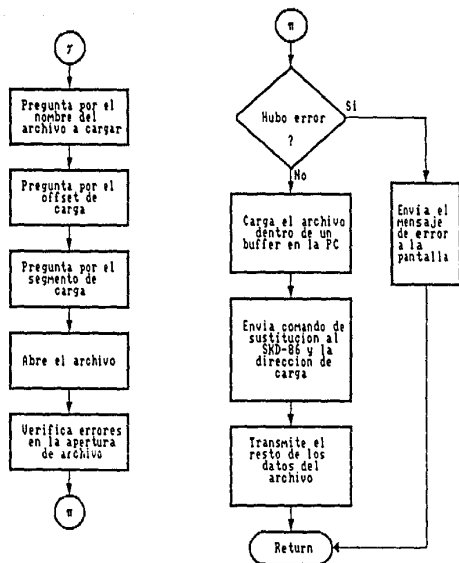 γ
Pregunta por el
nombre del
archivo a cargar
Pregunta por el
offset de
carga
Pregunta por el
segmento de
carga
Abre el archivo
Verifica errores
en la apertura
de archivo
π
π
Hubo error
?
Si
No
Carga el archivo
dentro de un
buffer en la PC
Envia comando de
sustitucion al
SKD-86 y la
direccion de
carga
Transmite el
resto de los
datos del
archivo
Envia el
mensaje
de error
a la
pantalla
Return